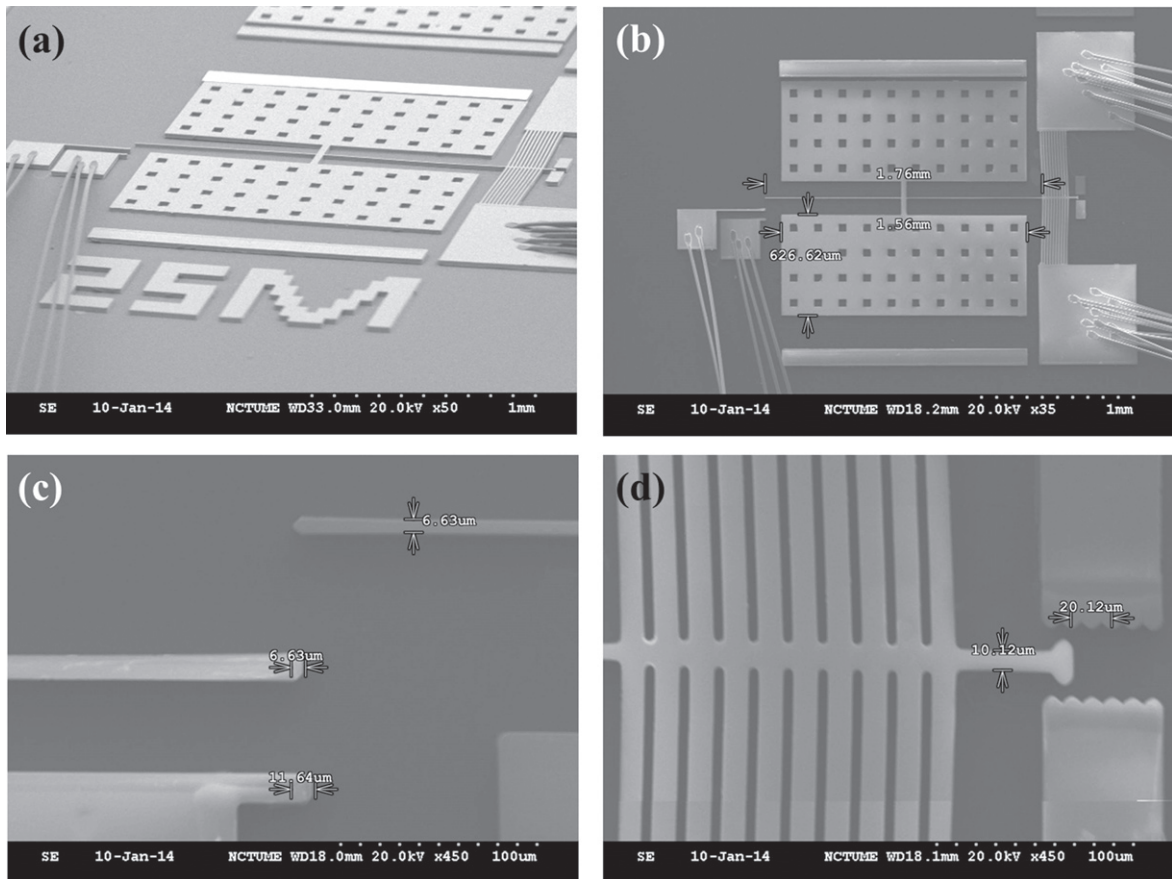 (a)
25M
SE 10-Jan-14 NCTUME WD33.0mm 20.0kV x50 1mm
(b)
1.76mm
1.56mm
626.62um
SE 10-Jan-14 NCTUME WD18.2mm 20.0kV x35 1mm
(c)
6.63um
6.63um
11.64um
SE 10-Jan-14 NCTUME WD18.0mm 20.0kV x450 100um
(d)
20.12um
10.12um
SE 10-Jan-14 NCTUME WD18.1mm 20.0kV x450 100um